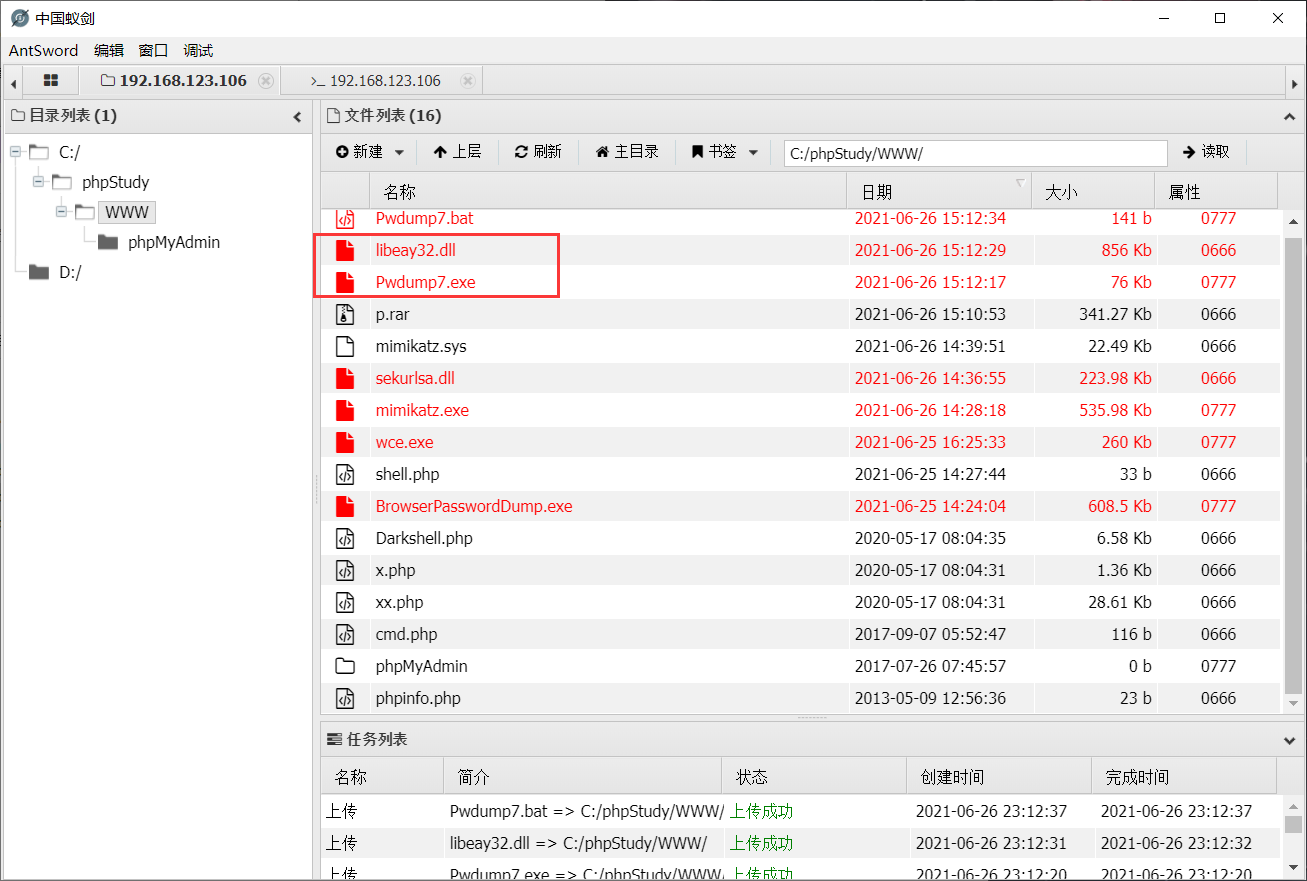 中国蚁剑
AntSword 编辑 窗口 调试
192.168.123.106 >_ 192.168.123.106
目录列表 (1)
C:/
phpStudy
WWW
phpMyAdmin
D:/
文件列表 (16)
新建 上层 刷新 主目录 书签 C:/phpStudy/WWW/ 读取
名称 日期 大小 属性
Pwdump7.bat 2021-06-26 15:12:34 141 b 0777
libeay32.dll 2021-06-26 15:12:29 856 Kb 0666
Pwdump7.exe 2021-06-26 15:12:17 76 Kb 0777
p.rar 2021-06-26 15:10:53 341.27 Kb 0666
mimikatz.sys 2021-06-26 14:39:51 22.49 Kb 0666
sekurlsa.dll 2021-06-26 14:36:55 223.98 Kb 0666
mimikatz.exe 2021-06-26 14:28:18 535.98 Kb 0777
wce.exe 2021-06-25 16:25:33 260 Kb 0777
shell.php 2021-06-25 14:27:44 33 b 0666
BrowserPasswordDump.exe 2021-06-25 14:24:04 608.5 Kb 0777
Darkshell.php 2020-05-17 08:04:35 6.58 Kb 0666
x.php 2020-05-17 08:04:31 1.36 Kb 0666
xx.php 2020-05-17 08:04:31 28.61 Kb 0666
cmd.php 2017-09-07 05:52:47 116 b 0666
phpMyAdmin 2017-07-26 07:45:57 0 b 0777
phpinfo.php 2013-05-09 12:56:36 23 b 0666
任务列表
名称 简介 状态 创建时间 完成时间
上传 Pwdump7.bat => C:/phpStudy/WWW/ 上传成功 2021-06-26 23:12:37 2021-06-26 23:12:37
上传 libeay32.dll => C:/phpStudy/WWW/ 上传成功 2021-06-26 23:12:31 2021-06-26 23:12:32
上传 Pwdump7.exe => C:/phpStudy/WWW/ 上传成功 2021-06-26 23:12:20 2021-06-26 23:12:20